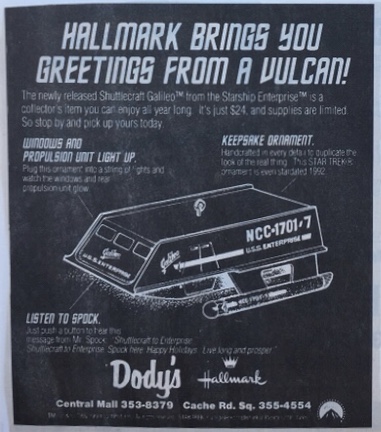 HALLMARK BRINGS YOU
GREETINGS FROM A VULCAN!
The newly released Shuttlecraft Galileo™ from the Starship Enterprise™ is a
collector's item you can enjoy all year long. It's just $24, and supplies are limited.
So stop by and pick up yours today.
WINDOWS AND
PROPULSION UNIT LIGHT UP.
Plug this ornament into a string of lights and
watch the windows and rear
propulsion unit glow.
KEEPSAKE ORNAMENT.
Handcrafted in every detail to duplicate the
look of the real thing. This STAR TREK®
ornament is even stardated 1992.
Galileo
U.S.S. ENTERPRISE
Galileo
NCC-1701/7
U.S.S. ENTERPRISE
NCC-1701/7
LISTEN TO SPOCK.
Just push a button to hear this
message from Mr. Spock: "Shuttlecraft to Enterprise.
Shuttlecraft to Enterprise. Spock here. Happy Holidays. Live long and prosper."
Dody's Hallmark
Central Mall 353-8379 Cache Rd. Sq. 355-4554